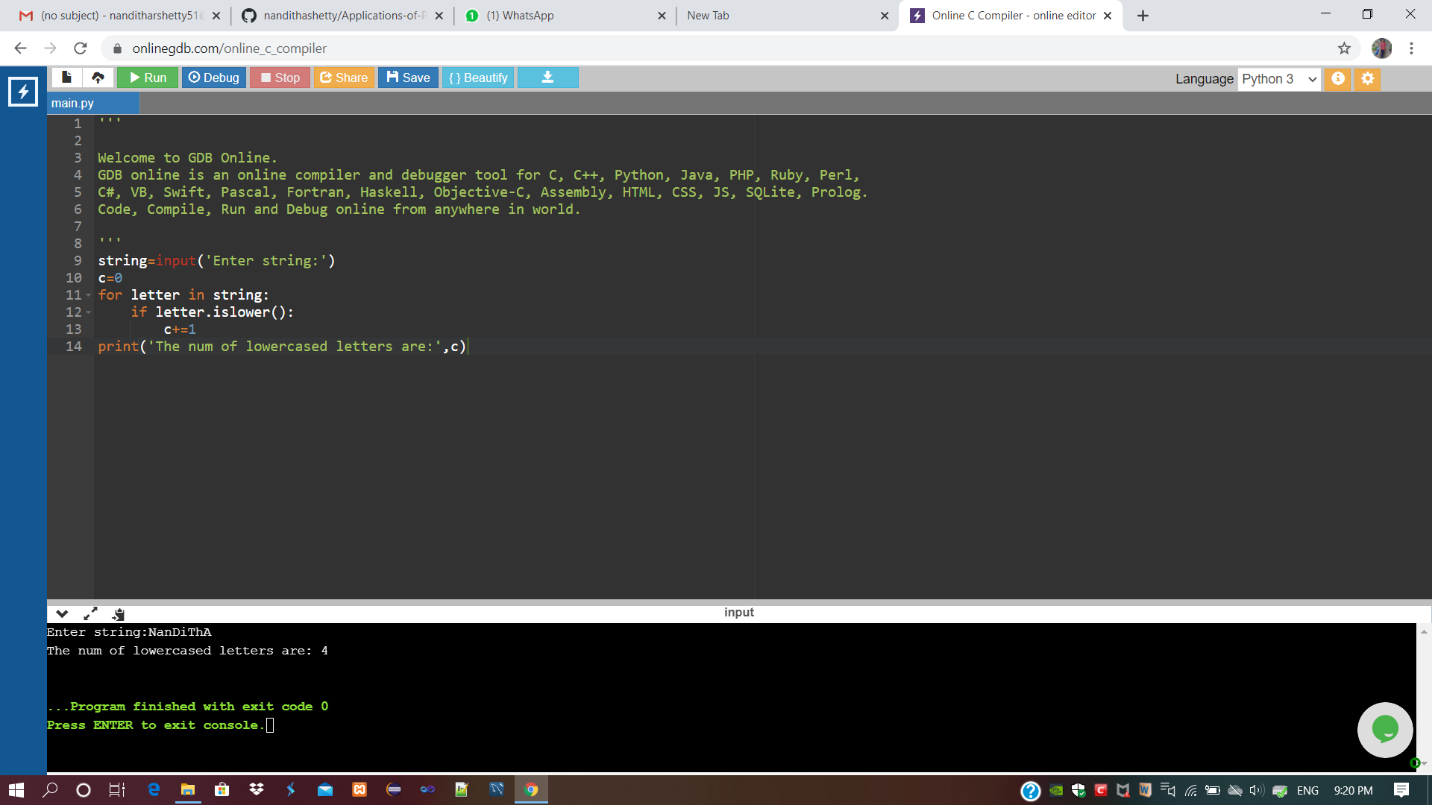 (no subject) - nanditharshetty518
nandithashetty/Applications-of-P
(1) WhatsApp
New Tab
Online C Compiler - online editor
onlinegdb.com/online_c_compiler
Run Debug Stop Share Save { } Beautify
Language Python 3
main.py
1 '''
2
3 Welcome to GDB Online.
4 GDB online is an online compiler and debugger tool for C, C++, Python, Java, PHP, Ruby, Perl,
5 C#, VB, Swift, Pascal, Fortran, Haskell, Objective-C, Assembly, HTML, CSS, JS, SQLite, Prolog.
6 Code, Compile, Run and Debug online from anywhere in world.
7
8 '''
9 string=input('Enter string:')
10 c=0
11 for letter in string:
12     if letter.islower():
13         c+=1
14 print('The num of lowercased letters are:',c)
input
Enter string:NanDiThA
The num of lowercased letters are: 4
...Program finished with exit code 0
Press ENTER to exit console.
ENG 9:20 PM